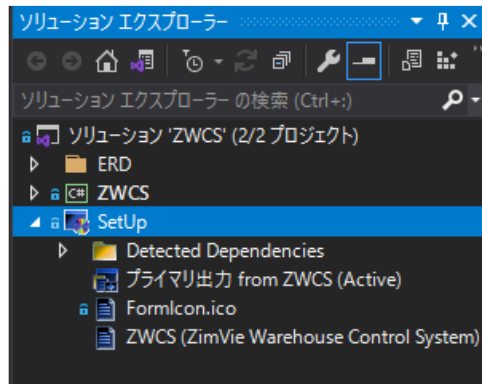 ソリューション エクスプローラー
ソリューション エクスプローラー の検索 (Ctrl+:)
ソリューション 'ZWCS' (2/2 プロジェクト)
ERD
C# ZWCS
SetUp
Detected Dependencies
プライマリ出力 from ZWCS (Active)
FormIcon.ico
ZWCS (ZimVie Warehouse Control System)